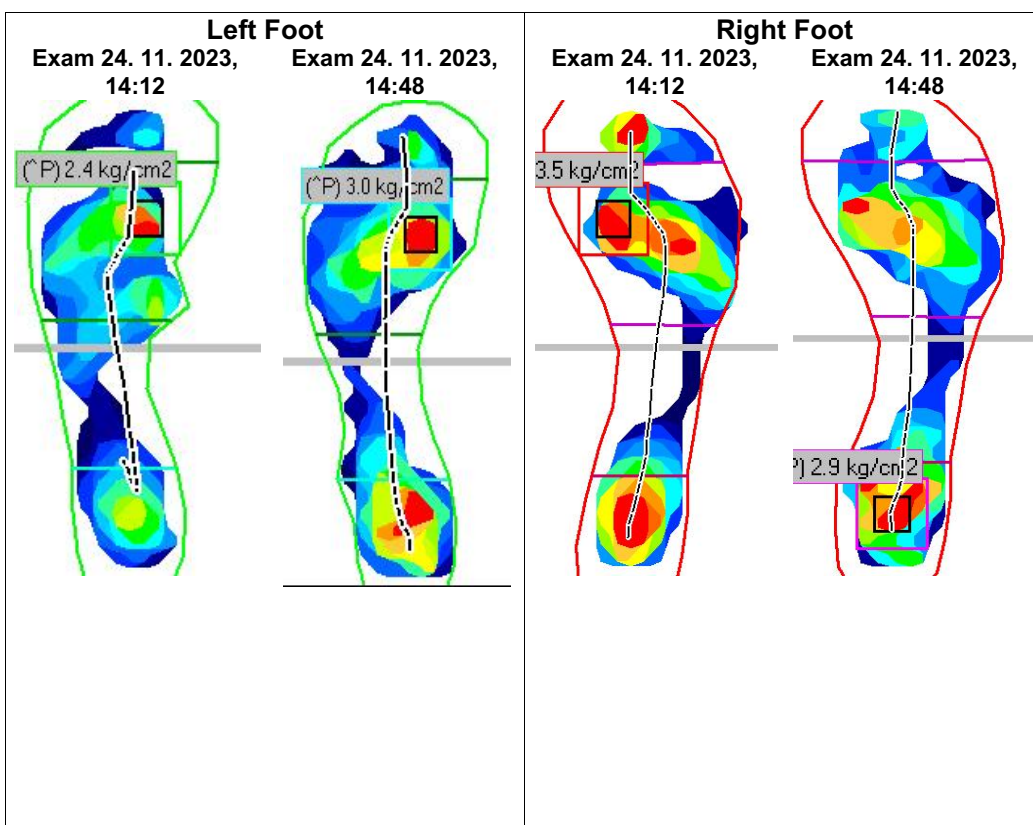 Left Foot
Exam 24. 11. 2023,
14:12
Exam 24. 11. 2023,
14:48
(^P) 2.4 kg/cm2
(^P) 3.0 kg/cm2
Right Foot
Exam 24. 11. 2023,
14:12
Exam 24. 11. 2023,
14:48
3.5 kg/cm2
) 2.9 kg/cm2